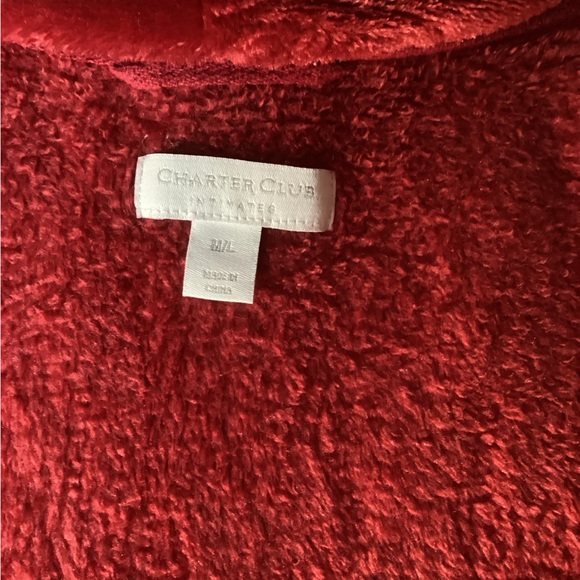 CHARTER CLUB
INTIMATES
M/L
MADE IN
CHINA